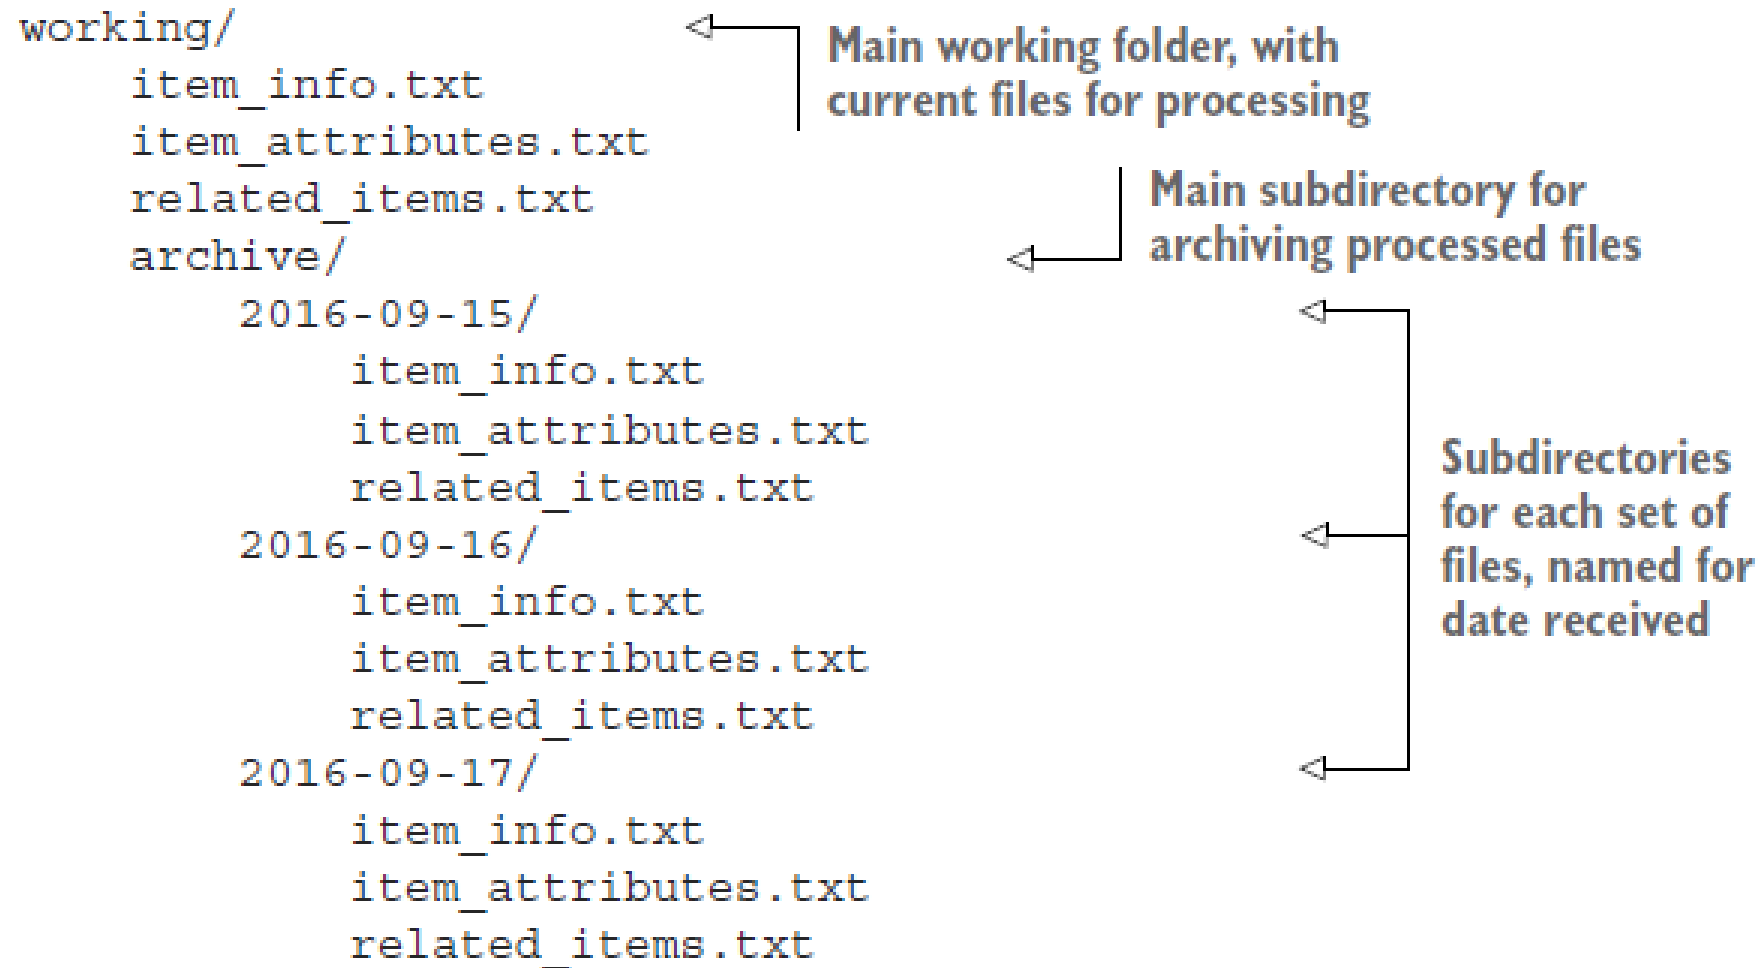 working/
Main working folder, with
current files for processing
item_info.txt
item_attributes.txt
related_items.txt
Main subdirectory for
archiving processed files
archive/
2016-09-15/
item_info.txt
item_attributes.txt
related_items.txt
2016-09-16/
item_info.txt
item_attributes.txt
related_items.txt
2016-09-17/
item_info.txt
item_attributes.txt
related_items.txt
Subdirectories
for each set of
files, named for
date received